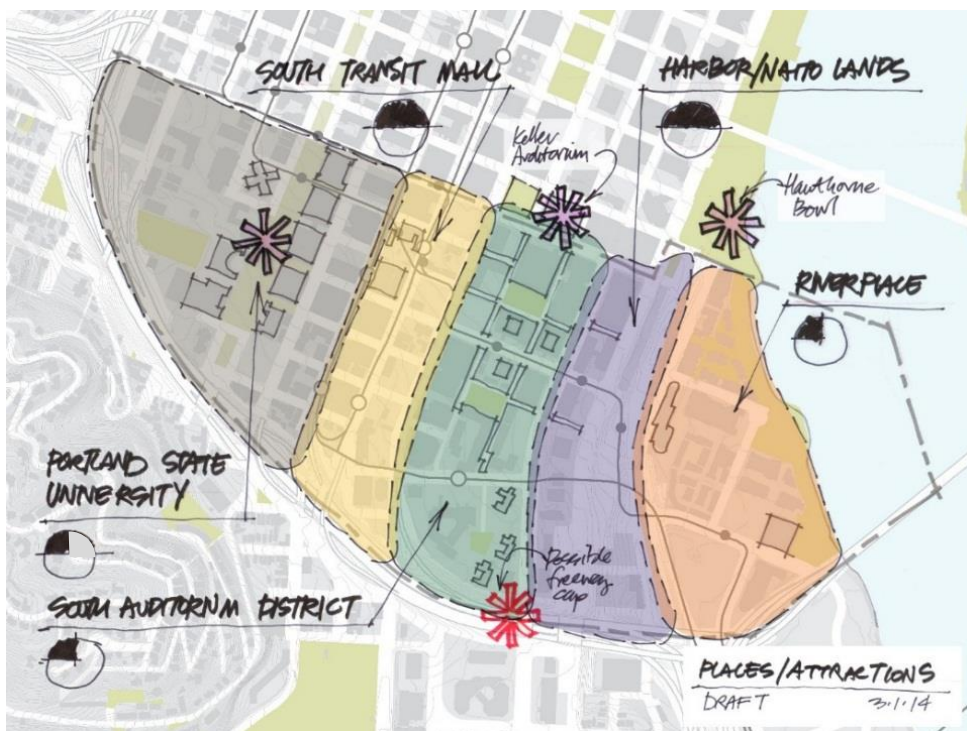 SOUTH TRANSIT MALL
HARBOR/NAITO LANDS
Keller
Auditorium
Hawthorne
Bowl
RIVERPLACE
PORTLAND STATE
UNIVERSITY
SOUTH AUDITORIUM DISTRICT
Possible
freeway
cap
PLACES/ATTRACTIONS
DRAFT 3.1.14